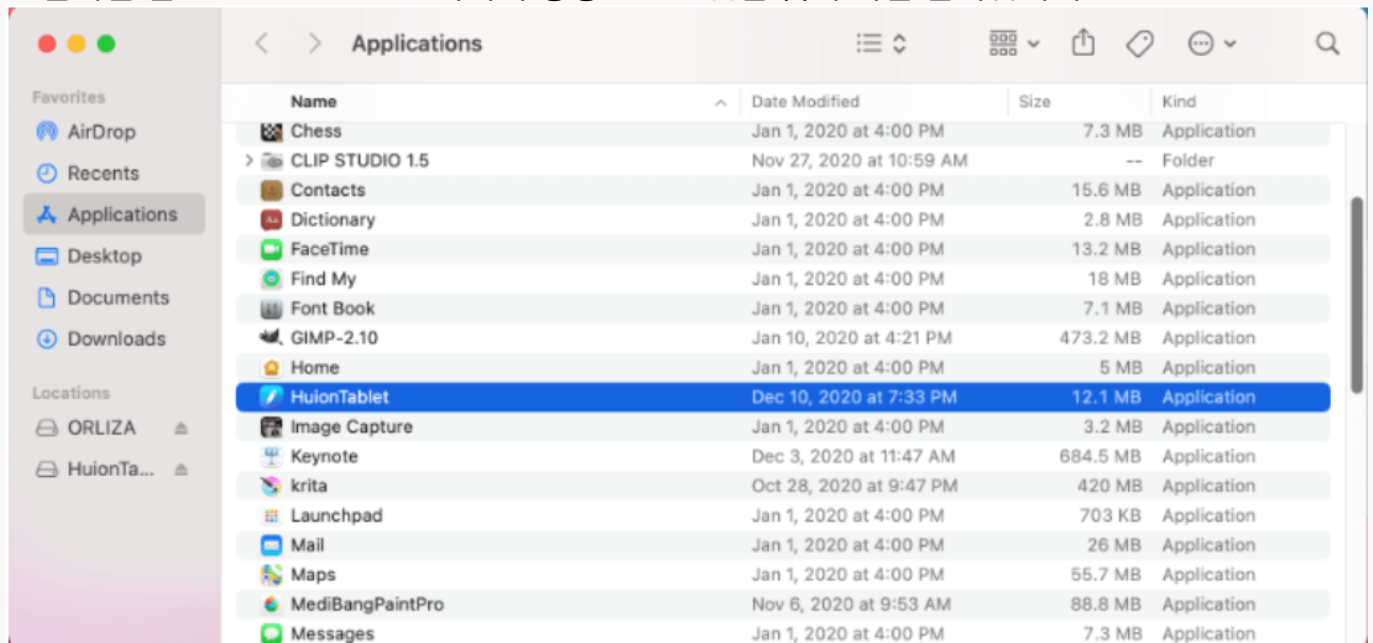 Applications
Favorites
AirDrop
Recents
Applications
Desktop
Documents
Downloads
Locations
ORLIZA
HuionTa...
Name Date Modified Size Kind
Chess Jan 1, 2020 at 4:00 PM 7.3 MB Application
CLIP STUDIO 1.5 Nov 27, 2020 at 10:59 AM -- Folder
Contacts Jan 1, 2020 at 4:00 PM 15.6 MB Application
Dictionary Jan 1, 2020 at 4:00 PM 2.8 MB Application
FaceTime Jan 1, 2020 at 4:00 PM 13.2 MB Application
Find My Jan 1, 2020 at 4:00 PM 18 MB Application
Font Book Jan 1, 2020 at 4:00 PM 7.1 MB Application
GIMP-2.10 Jan 10, 2020 at 4:21 PM 473.2 MB Application
Home Jan 1, 2020 at 4:00 PM 5 MB Application
HuionTablet Dec 10, 2020 at 7:33 PM 12.1 MB Application
Image Capture Jan 1, 2020 at 4:00 PM 3.2 MB Application
Keynote Dec 3, 2020 at 11:47 AM 684.5 MB Application
krita Oct 28, 2020 at 9:47 PM 420 MB Application
Launchpad Jan 1, 2020 at 4:00 PM 703 KB Application
Mail Jan 1, 2020 at 4:00 PM 26 MB Application
Maps Jan 1, 2020 at 4:00 PM 55.7 MB Application
MediBangPaintPro Nov 6, 2020 at 9:53 AM 88.8 MB Application
Messages Jan 1, 2020 at 4:00 PM 7.3 MB Application